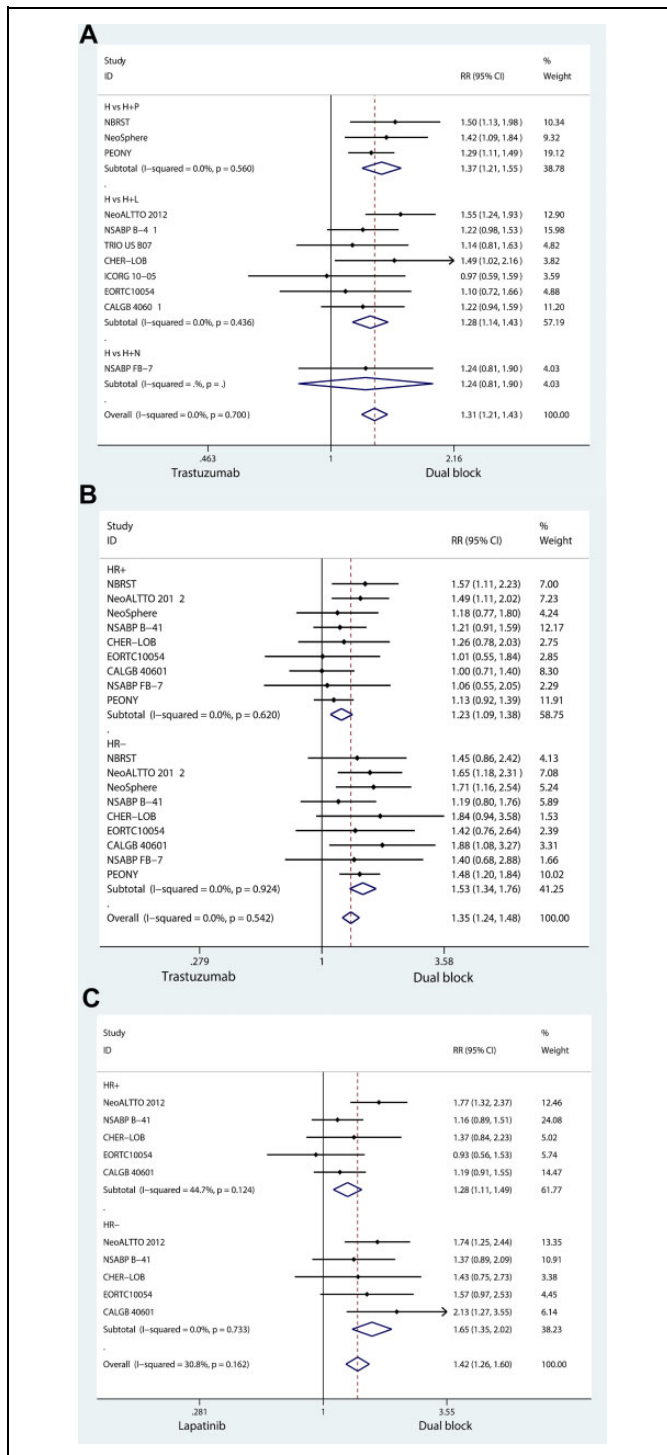 A
Study %
ID RR (95% CI) Weight
H vs H+P
NBRST 1.50 (1.13, 1.98) 10.34
NeoSphere 1.42 (1.09, 1.84) 9.32
PEONY 1.29 (1.11, 1.49) 19.12
Subtotal (I−squared = 0.0%, p = 0.560) 1.37 (1.21, 1.55) 38.78
.
H vs H+L
NeoALTTO 2012 1.55 (1.24, 1.93) 12.90
NSABP B−4 1 1.22 (0.98, 1.53) 15.98
TRIO US B07 1.14 (0.81, 1.63) 4.82
CHER−LOB 1.49 (1.02, 2.16) 3.82
ICORG 10−05 0.97 (0.59, 1.59) 3.59
EORTC10054 1.10 (0.72, 1.66) 4.88
CALGB 4060 1 1.22 (0.94, 1.59) 11.20
Subtotal (I−squared = 0.0%, p = 0.436) 1.28 (1.14, 1.43) 57.19
.
H vs H+N
NSABP FB−7 1.24 (0.81, 1.90) 4.03
Subtotal (I−squared = .%, p = .) 1.24 (0.81, 1.90) 4.03
.
Overall (I−squared = 0.0%, p = 0.700) 1.31 (1.21, 1.43) 100.00
.463 1 2.16
Trastuzumab Dual block
B
Study %
ID RR (95% CI) Weight
HR+
NBRST 1.57 (1.11, 2.23) 7.00
NeoALTTO 201 2 1.49 (1.11, 2.02) 7.23
NeoSphere 1.18 (0.77, 1.80) 4.24
NSABP B−41 1.21 (0.91, 1.59) 12.17
CHER−LOB 1.26 (0.78, 2.03) 2.75
EORTC10054 1.01 (0.55, 1.84) 2.85
CALGB 40601 1.00 (0.71, 1.40) 8.30
NSABP FB−7 1.06 (0.55, 2.05) 2.29
PEONY 1.13 (0.92, 1.39) 11.91
Subtotal (I−squared = 0.0%, p = 0.620) 1.23 (1.09, 1.38) 58.75
.
HR−
NBRST 1.45 (0.86, 2.42) 4.13
NeoALTTO 201 2 1.65 (1.18, 2.31) 7.08
NeoSphere 1.71 (1.16, 2.54) 5.24
NSABP B−41 1.19 (0.80, 1.76) 5.89
CHER−LOB 1.84 (0.94, 3.58) 1.53
EORTC10054 1.42 (0.76, 2.64) 2.39
CALGB 40601 1.88 (1.08, 3.27) 3.31
NSABP FB−7 1.40 (0.68, 2.88) 1.66
PEONY 1.48 (1.20, 1.84) 10.02
Subtotal (I−squared = 0.0%, p = 0.924) 1.53 (1.34, 1.76) 41.25
.
Overall (I−squared = 0.0%, p = 0.542) 1.35 (1.24, 1.48) 100.00
.279 1 3.58
Trastuzumab Dual block
C
Study %
ID RR (95% CI) Weight
HR+
NeoALTTO 2012 1.77 (1.32, 2.37) 12.46
NSABP B−41 1.16 (0.89, 1.51) 24.08
CHER−LOB 1.37 (0.84, 2.23) 5.02
EORTC10054 0.93 (0.56, 1.53) 5.74
CALGB 40601 1.19 (0.91, 1.55) 14.47
Subtotal (I−squared = 44.7%, p = 0.124) 1.28 (1.11, 1.49) 61.77
.
HR−
NeoALTTO 2012 1.74 (1.25, 2.44) 13.35
NSABP B−41 1.37 (0.89, 2.09) 10.91
CHER−LOB 1.43 (0.75, 2.73) 3.38
EORTC10054 1.57 (0.97, 2.53) 4.45
CALGB 40601 2.13 (1.27, 3.55) 6.14
Subtotal (I−squared = 0.0%, p = 0.733) 1.65 (1.35, 2.02) 38.23
.
Overall (I−squared = 30.8%, p = 0.162) 1.42 (1.26, 1.60) 100.00
.281 1 3.55
Lapatinib Dual block